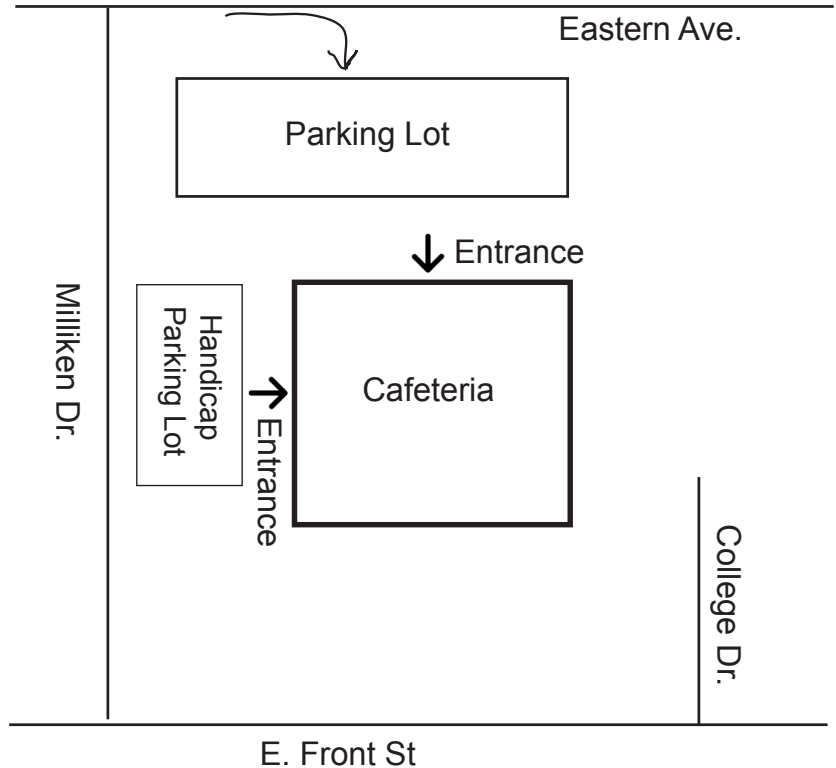 Eastern Ave.
Parking Lot
Entrance
Milliken Dr.
Handicap
Parking Lot
Entrance
Cafeteria
College Dr.
E. Front St